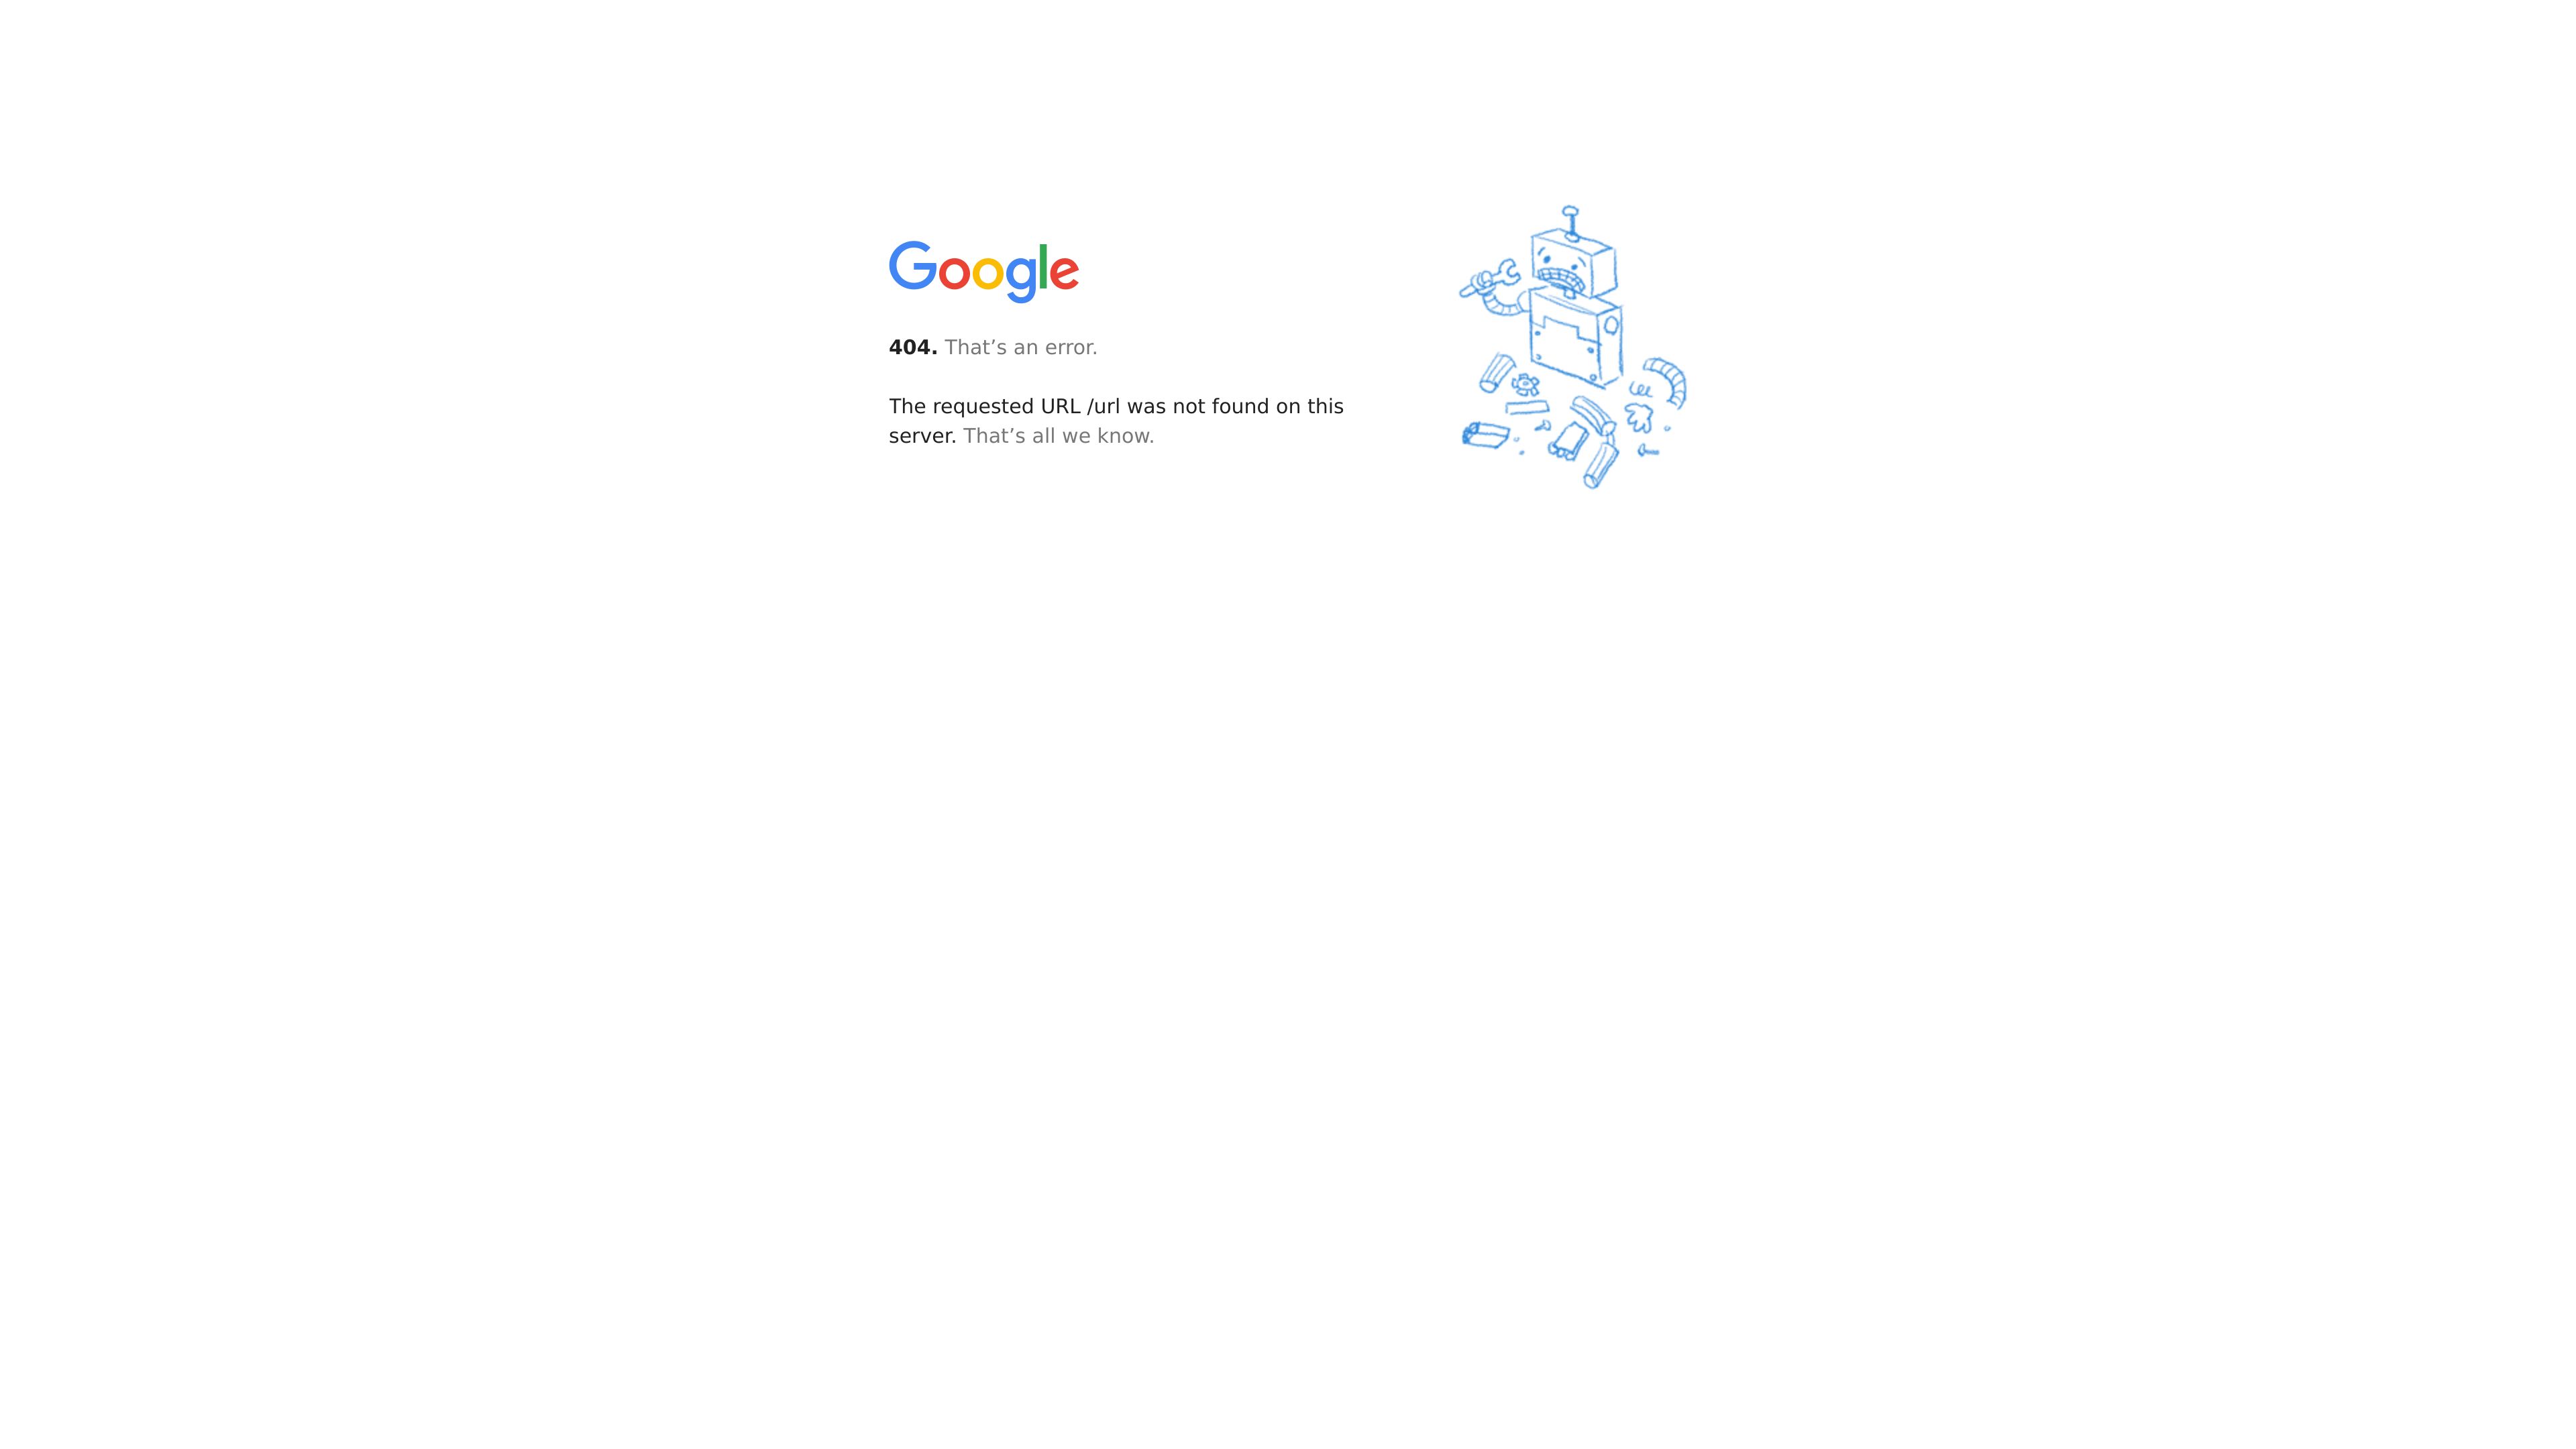 Google
404. That’s an error.
The requested URL /url was not found on this
server. That’s all we know.